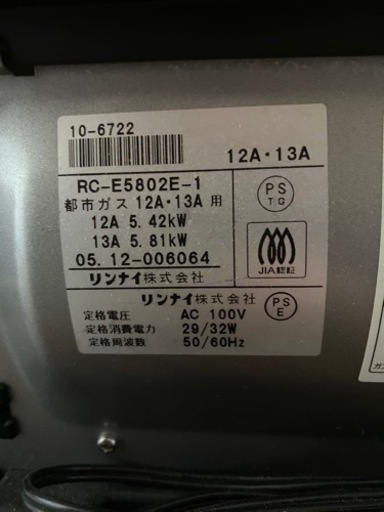 10-6722
12A・13A
RC-E5802E-1
都市ガス 12A・13A 用
12A 5.42kW
13A 5.81kW
05.12-006064
リンナイ株式会社
PS
TG
JIA認証
リンナイ株式会社
PS
E
定格電圧 AC 100V
定格消費電力 29/32W
定格周波数 50/60Hz